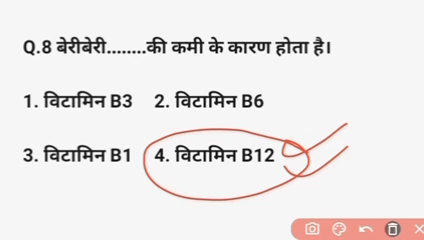 Q.8 बेरीबेरी........की कमी के कारण होता है।
1. विटामिन B3 2. विटामिन B6
3. विटामिन B1 4. विटामिन B12